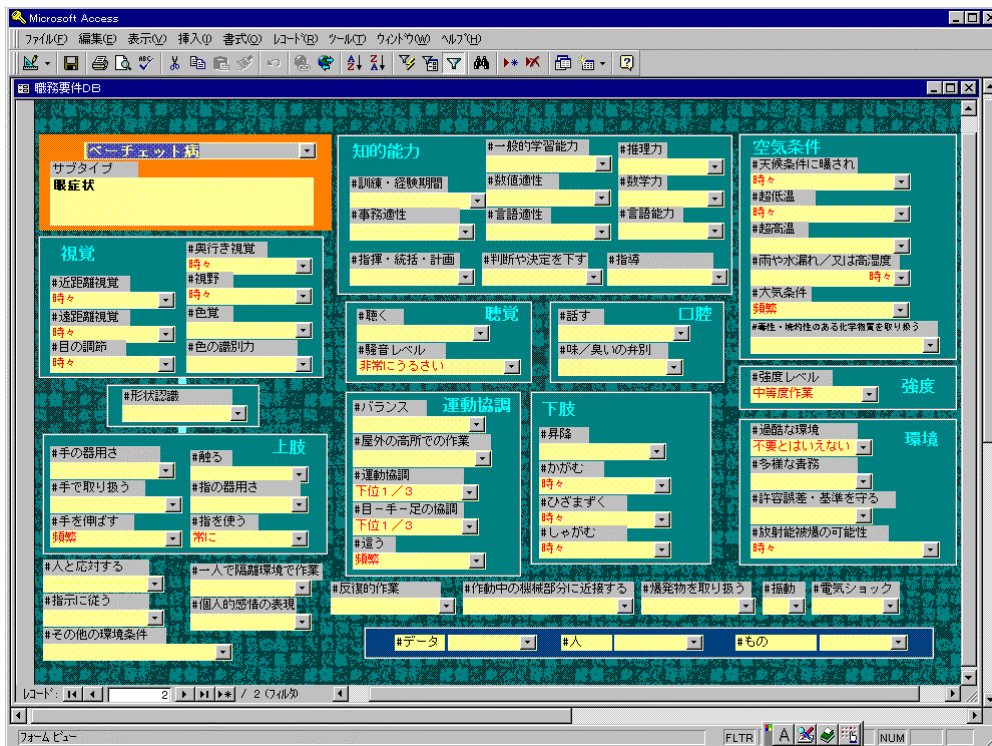 Microsoft Access
ファイル(F) 編集(E) 表示(V) 挿入(I) 書式(O) レコード(R) ツール(T) ウィンドウ(W) ヘルプ(H)
職務要件DB
ベーチェット病
サブタイプ
眼症状
視覚
#近距離視覚
時々
#遠距離視覚
時々
#目の調節
時々
#奥行き視覚
時々
#視野
時々
#色覚
#色の識別力
#形状認識
上肢
#手の器用さ
#手で取り扱う
#手を伸ばす
頻繁
#触る
#指の器用さ
#指を使う
常に
知的能力
#訓練・経験期間
#事務適性
#指揮・統括・計画
#一般的学習能力
#数値適性
#言語適性
#判断や決定を下す
#推理力
#数学力
#言語能力
#指導
聴覚
#聴く
#騒音レベル
非常にうるさい
口腔
#話す
#味/臭いの弁別
運動協調
#バランス
#屋外の高所での作業
#運動協調
下位1/3
#目-手-足の協調
下位1/3
#這う
頻繁
下肢
#昇降
#かがむ
時々
#ひざまずく
時々
#しゃがむ
時々
空気条件
#天候条件に曝され
時々
#超低温
時々
#超高温
#雨や水漏れ/又は高湿度
時々
#大気条件
頻繁
#毒性・焼灼性のある化学物質を取り扱う
強度
#強度レベル
中等度作業
環境
#過酷な環境
不要とはいえない
#多様な責務
#許容誤差・基準を守る
#放射能被爆の可能性
時々
#人と応対する
#指示に従う
#その他の環境条件
#一人で隔離環境で作業
#個人的感情の表現
#反復的作業
#作動中の機械部分に近接する
#爆発物を取り扱う
#振動
#電気ショック
#データ
#人
#もの
レコード: 2 / 2 (フィルタ)
フォーム ビュー
FLTR
A
NUM